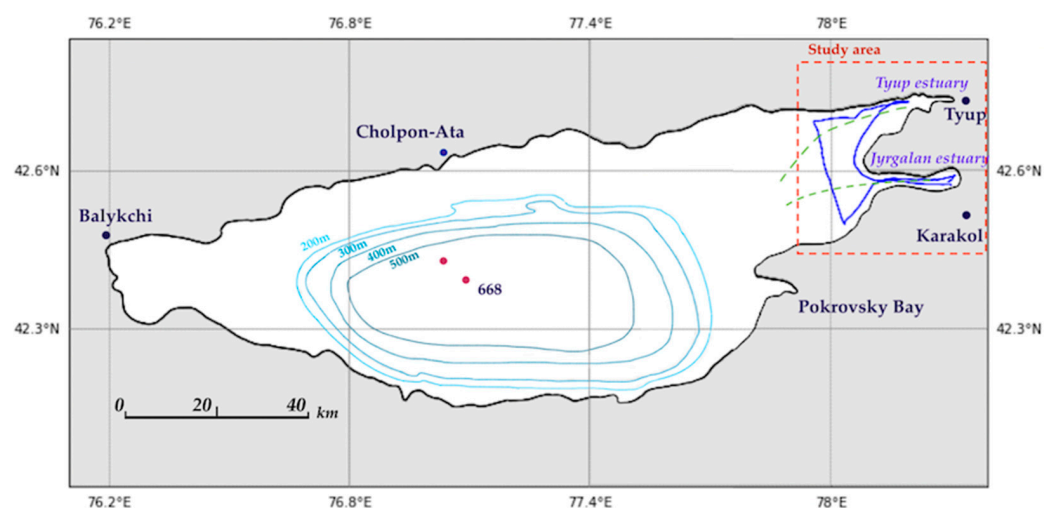 76.2°E 76.8°E 77.4°E 78°E
Study area
Tyup estuary
Tyup
Cholpon-Ata
Jyrgalan estuary
42.6°N 42.6°N
Balykchi
Karakol
200m
300m
400m
500m
668
Pokrovsky Bay
42.3°N 42.3°N
0 20 40 km
76.2°E 76.8°E 77.4°E 78°E